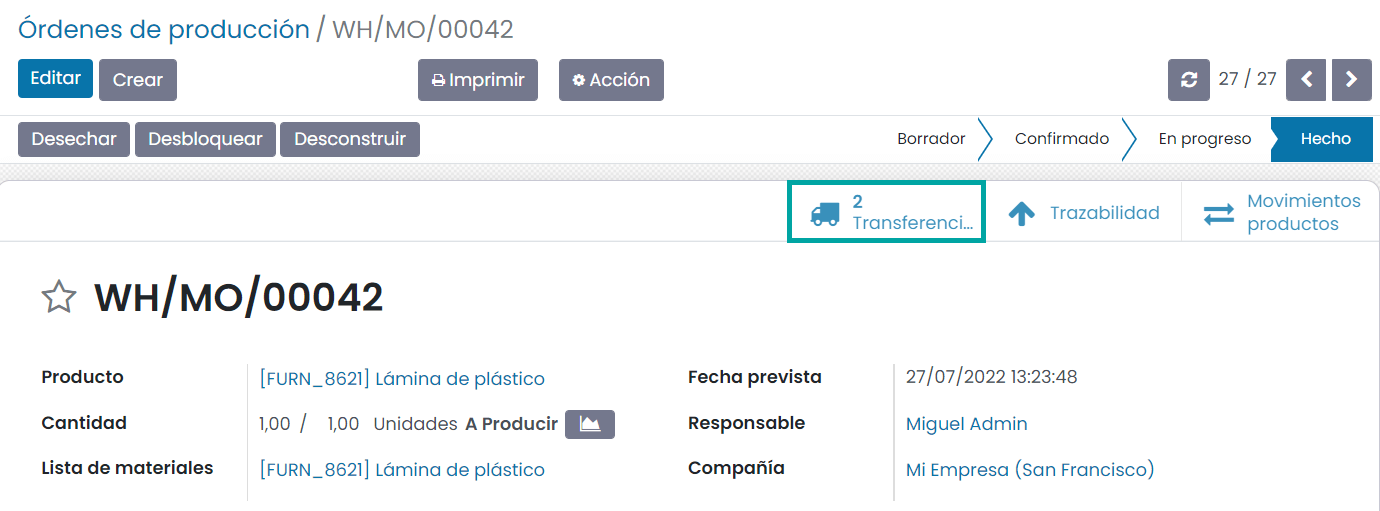 Órdenes de producción / WH/MO/00042
Editar Crear Imprimir Acción 27 / 27
Desechar Desbloquear Desconstruir Borrador Confirmado En progreso Hecho
2
Transferenci... Trazabilidad Movimientos
productos
WH/MO/00042
Producto [FURN_8621] Lámina de plástico Fecha prevista 27/07/2022 13:23:48
Cantidad 1,00 / 1,00 Unidades A Producir Responsable Miguel Admin
Lista de materiales [FURN_8621] Lámina de plástico Compañía Mi Empresa (San Francisco)